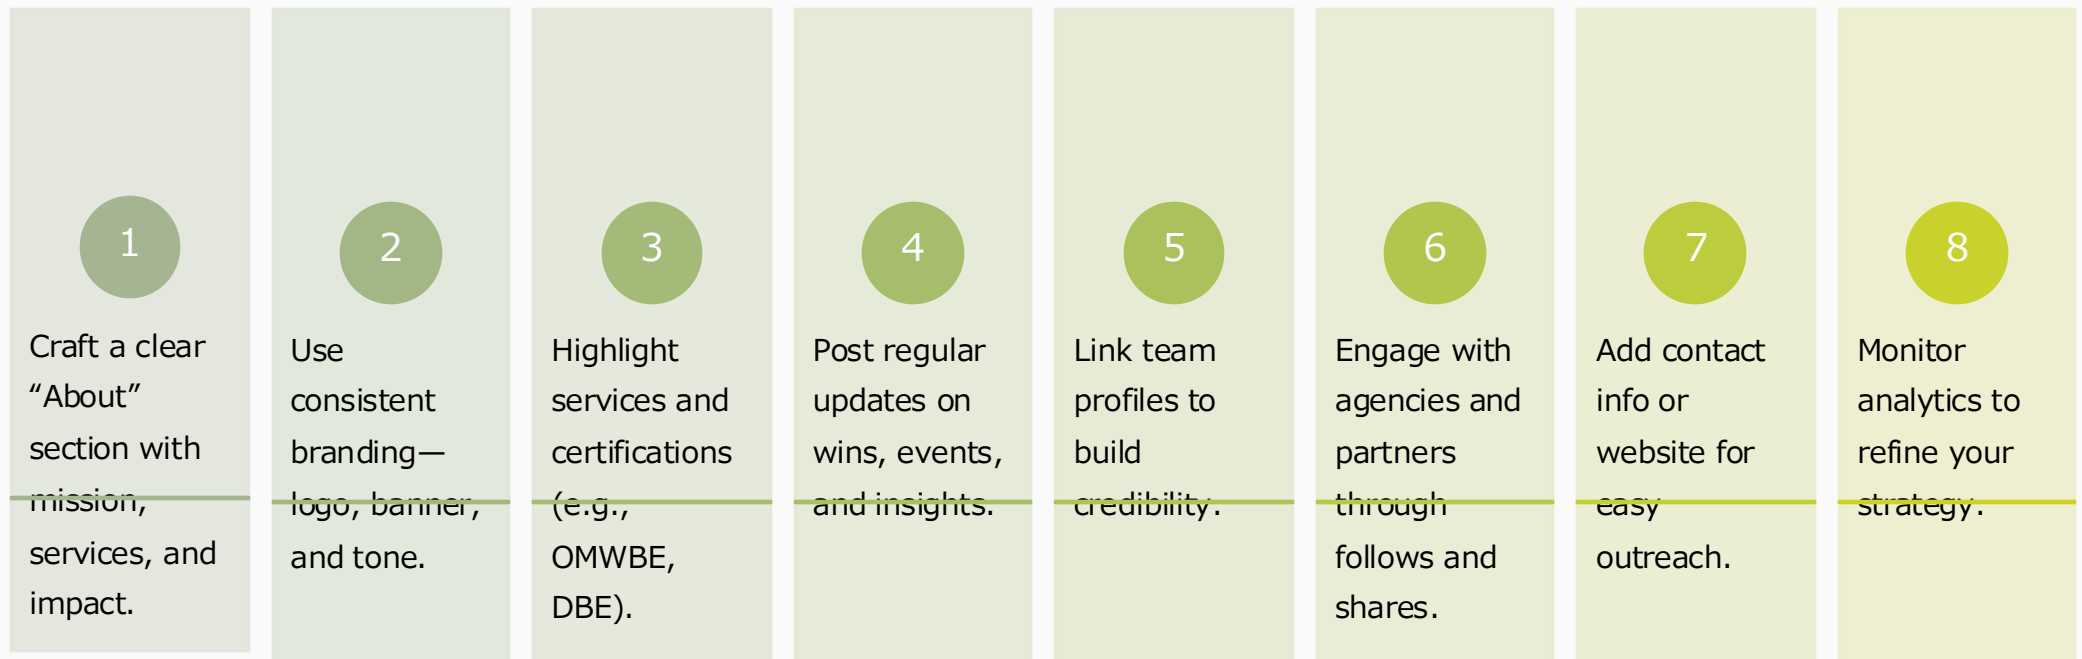 1
Craft a clear
“About”
section with
mission,
services, and
impact.
2
Use
consistent
branding—
logo, banner,
and tone.
3
Highlight
services and
certifications
(e.g.,
OMWBE,
DBE).
4
Post regular
updates on
wins, events,
and insights.
5
Link team
profiles to
build
credibility.
6
Engage with
agencies and
partners
through
follows and
shares.
7
Add contact
info or
website for
easy
outreach.
8
Monitor
analytics to
refine your
strategy.